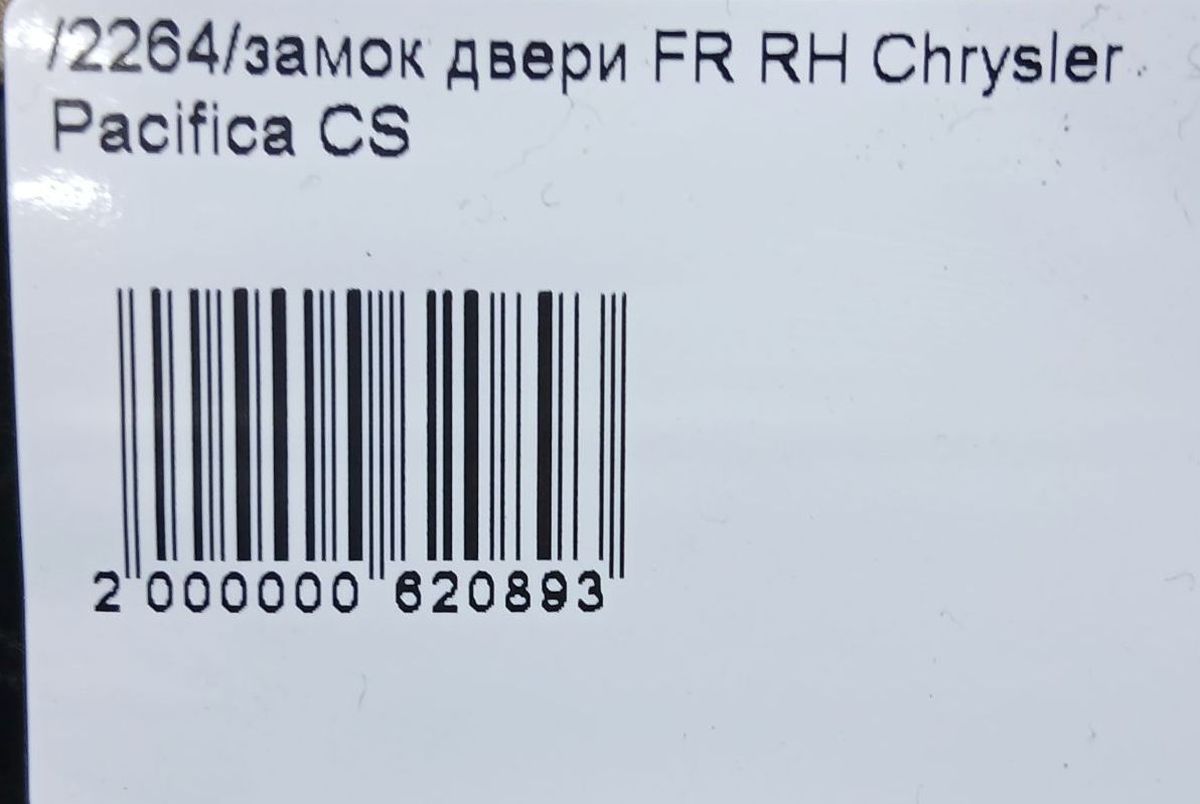 /2264/замок двери FR RH Chrysler
Pacifica CS
2 000000 620893